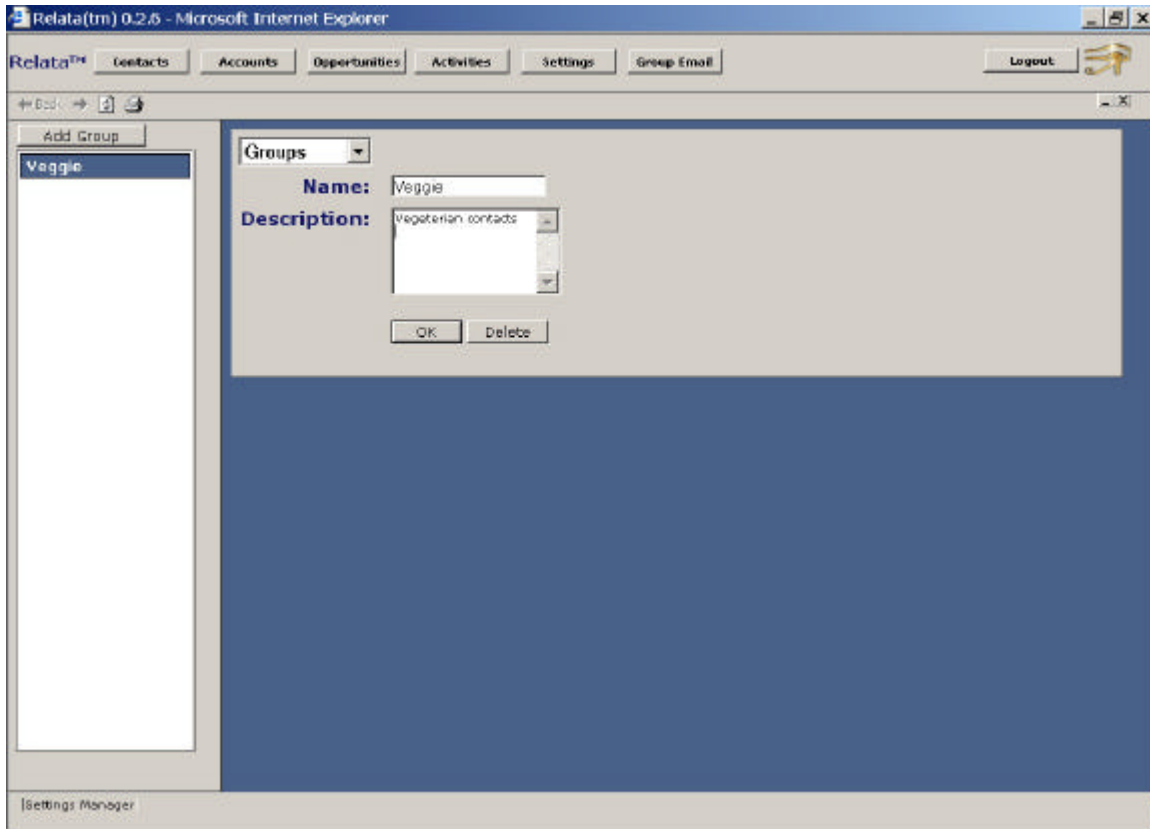 Relata(tm) 0.2.6 - Microsoft Internet Explorer
Relata™ Contacts Accounts Opportunities Activities Settings Group Email Logout
Back
Add Group
Veggie
Groups
Name: Veggie
Description: Vegeterian contacts
OK Delete
Settings Manager